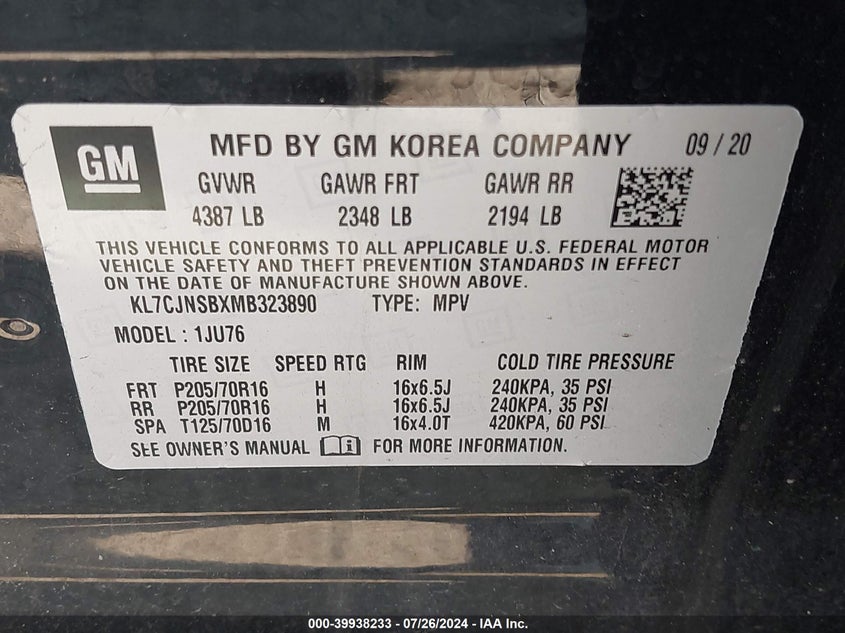 GM MFD BY GM KOREA COMPANY 09 / 20
GVWR GAWR FRT GAWR RR
4387 LB 2348 LB 2194 LB
THIS VEHICLE CONFORMS TO ALL APPLICABLE U.S. FEDERAL MOTOR
VEHICLE SAFETY AND THEFT PREVENTION STANDARDS IN EFFECT
ON THE DATE OF MANUFACTURE SHOWN ABOVE.
KL7CJNSBXMB323890 TYPE: MPV
MODEL : 1JU76
TIRE SIZE SPEED RTG RIM COLD TIRE PRESSURE
FRT P205/70R16 H 16x6.5J 240KPA, 35 PSI
RR P205/70R16 H 16x6.5J 240KPA, 35 PSI
SPA T125/70D16 M 16x4.0T 420KPA, 60 PSI
SEE OWNER'S MANUAL FOR MORE INFORMATION.
000-39938233 - 07/26/2024 - IAA Inc.